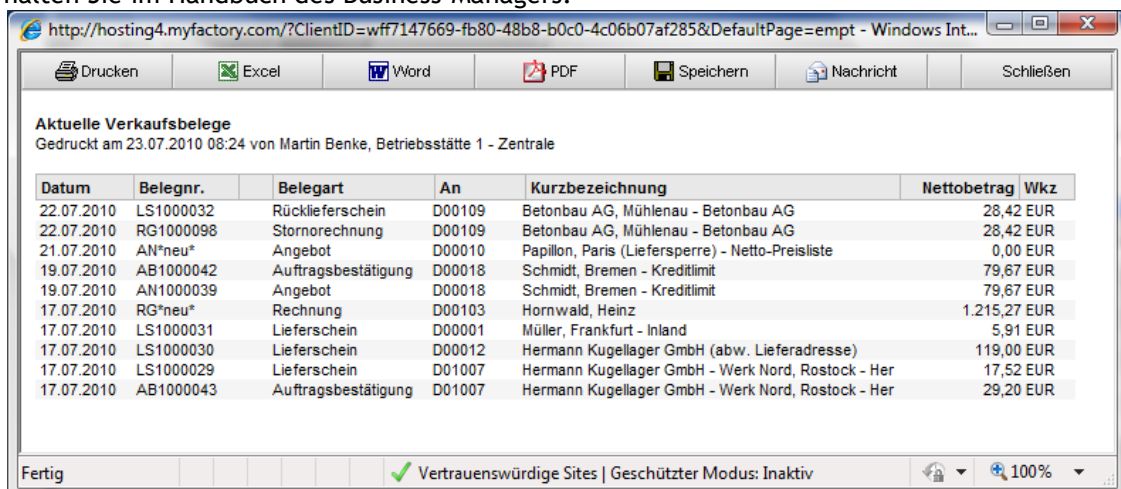 halten Sie im Handbuch des Business Managers.
http://hosting4.myfactory.com/?ClientID=wff7147669-fb80-48b8-b0c0-4c06b07af285&DefaultPage=empt - Windows Int...
Drucken Excel Word PDF Speichern Nachricht Schließen
Aktuelle Verkaufsbelege
Gedruckt am 23.07.2010 08:24 von Martin Benke, Betriebsstätte 1 - Zentrale
Datum Belegnr. Belegart An Kurzbezeichnung Nettobetrag Wkz
22.07.2010 LS1000032 Rücklieferschein D00109 Betonbau AG, Mühlenau - Betonbau AG 28,42 EUR
22.07.2010 RG1000098 Stornorechnung D00109 Betonbau AG, Mühlenau - Betonbau AG 28,42 EUR
21.07.2010 AN*neu* Angebot D00010 Papillon, Paris (Liefersperre) - Netto-Preisliste 0,00 EUR
19.07.2010 AB1000042 Auftragsbestätigung D00018 Schmidt, Bremen - Kreditlimit 79,67 EUR
19.07.2010 AN1000039 Angebot D00018 Schmidt, Bremen - Kreditlimit 79,67 EUR
17.07.2010 RG*neu* Rechnung D00103 Hornwald, Heinz 1.215,27 EUR
17.07.2010 LS1000031 Lieferschein D00001 Müller, Frankfurt - Inland 5,91 EUR
17.07.2010 LS1000030 Lieferschein D00012 Hermann Kugellager GmbH (abw. Lieferadresse) 119,00 EUR
17.07.2010 LS1000029 Lieferschein D01007 Hermann Kugellager GmbH - Werk Nord, Rostock - Her 17,52 EUR
17.07.2010 AB1000043 Auftragsbestätigung D01007 Hermann Kugellager GmbH - Werk Nord, Rostock - Her 29,20 EUR
Fertig Vertrauenswürdige Sites | Geschützter Modus: Inaktiv 100%